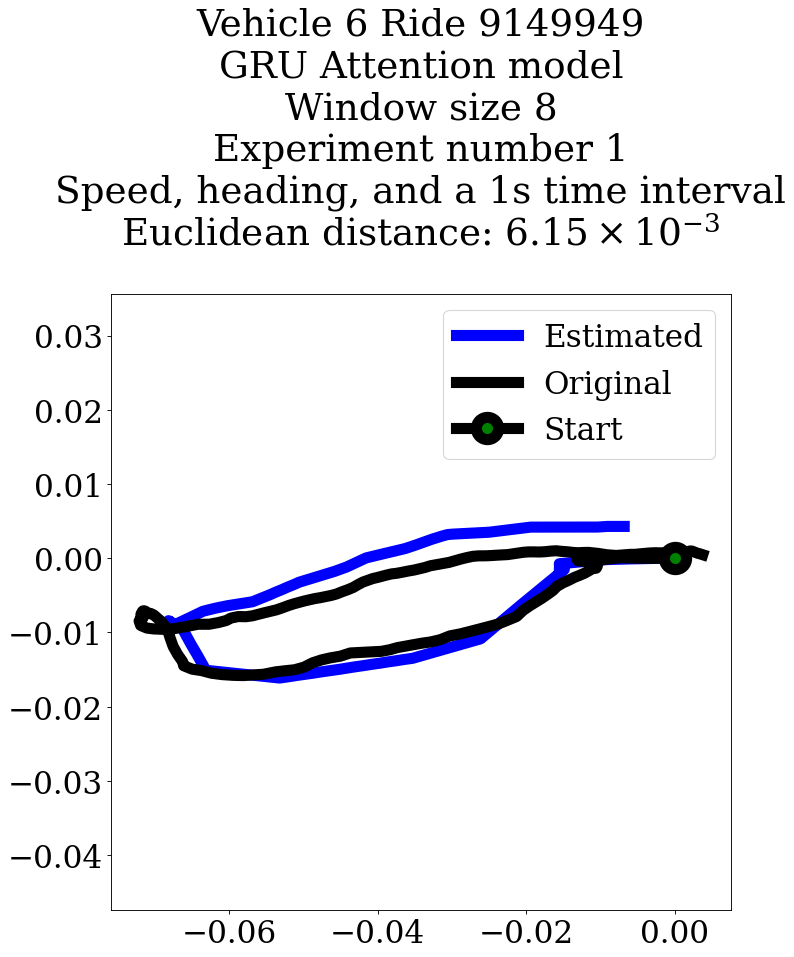 Vehicle 6 Ride 9149949
GRU Attention model
Window size 8
Experiment number 1
Speed, heading, and a 1s time interval
Euclidean distance: 6.15 × 10⁻³
Estimated
Original
Start
0.03
0.02
0.01
0.00
−0.01
−0.02
−0.03
−0.04
−0.06
−0.04
−0.02
0.00